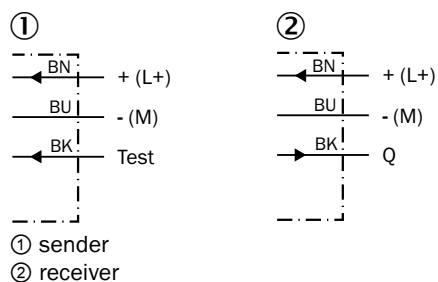 ① ②
BN + (L+)
BU - (M)
BK Test
BN + (L+)
BU - (M)
BK Q
① sender
② receiver